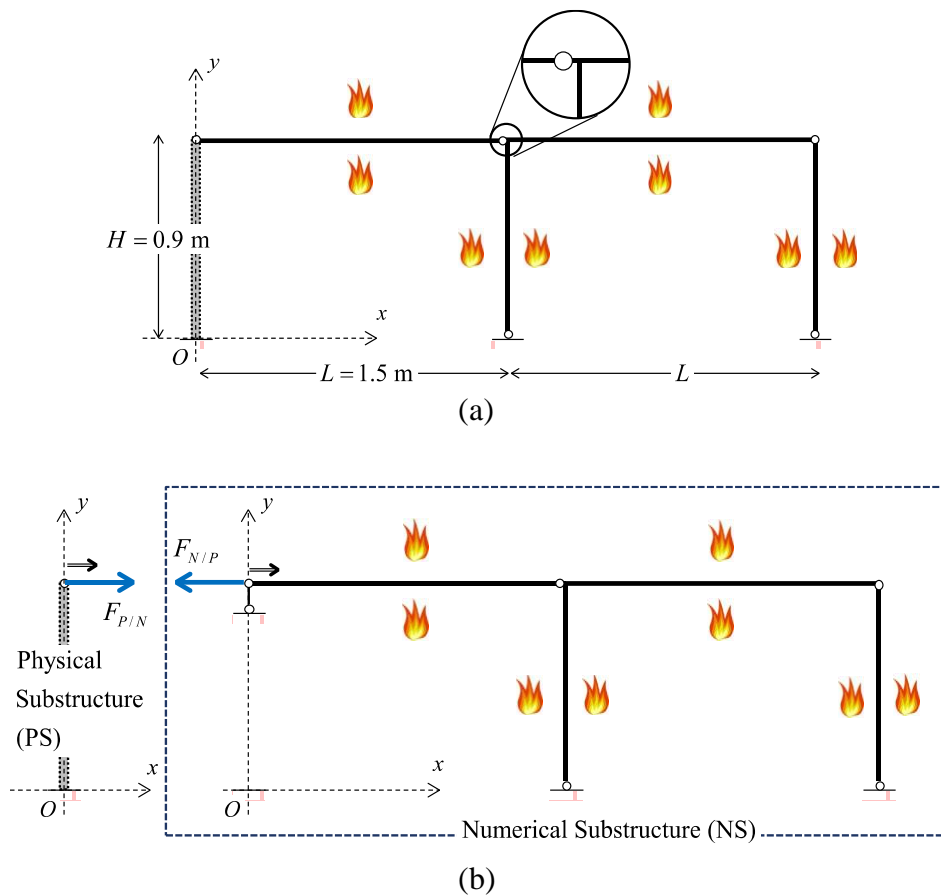 y
H = 0.9 m
x
O
L = 1.5 m
L
(a)
y
y
F_{N/P}
F_{P/N}
Physical
Substructure
(PS)
x
x
O
O
Numerical Substructure (NS)
(b)